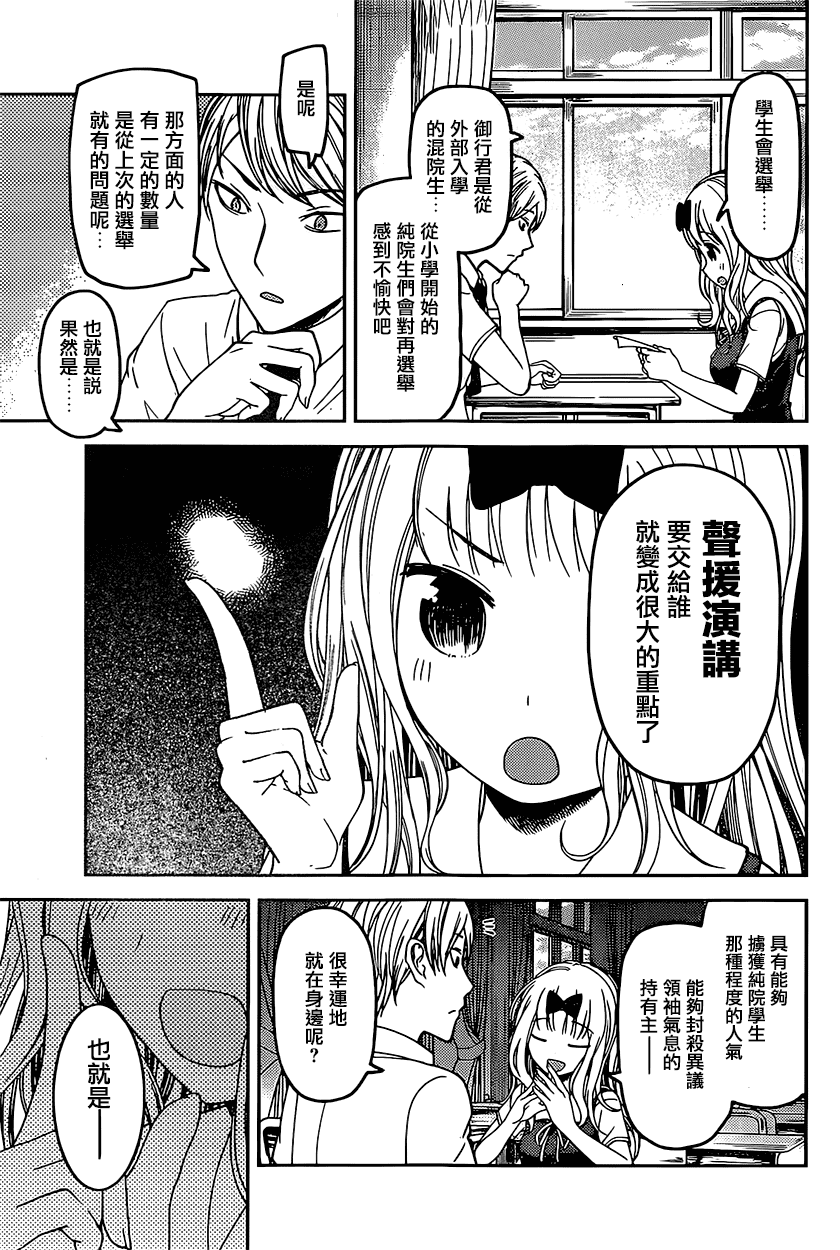 學生會選舉……
御行君是從
外部入學
的混院生…
從小學開始的
純院生們會對再選舉
感到不愉快吧
是呢
那方面的人
有一定的數量
是從上次的選舉
就有的問題呢…
也就是説
果然是……
聲援演講
要交給誰
就變成很大的重點了
具有能夠
擄獲純院學生
那種程度的人氣
能夠封殺異議
領袖氣息的
持有主——
很幸運地
就在身邊呢?
也就是——